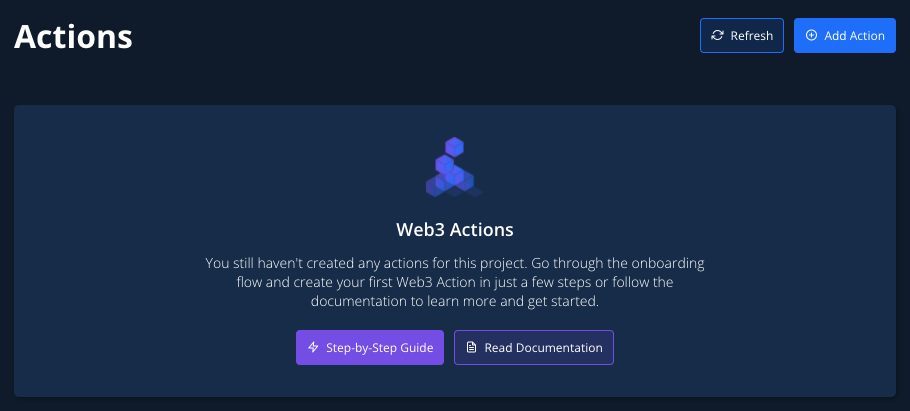 Actions
Refresh
Add Action
Web3 Actions
You still haven't created any actions for this project. Go through the onboarding
flow and create your first Web3 Action in just a few steps or follow the
documentation to learn more and get started.
Step-by-Step Guide
Read Documentation